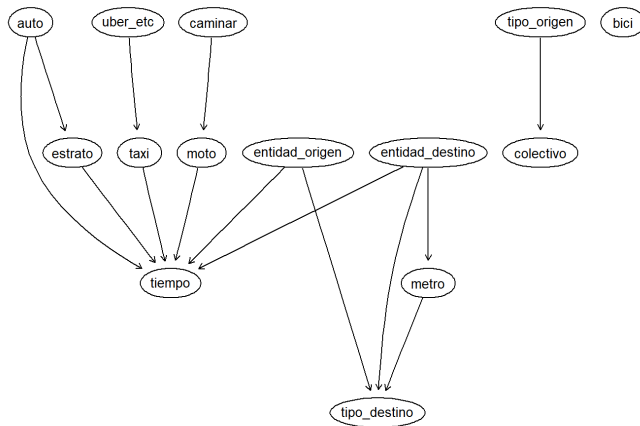 auto
uber_etc
caminar
tipo_origen
bici
estrato
taxi
moto
entidad_origen
entidad_destino
colectivo
tiempo
metro
tipo_destino